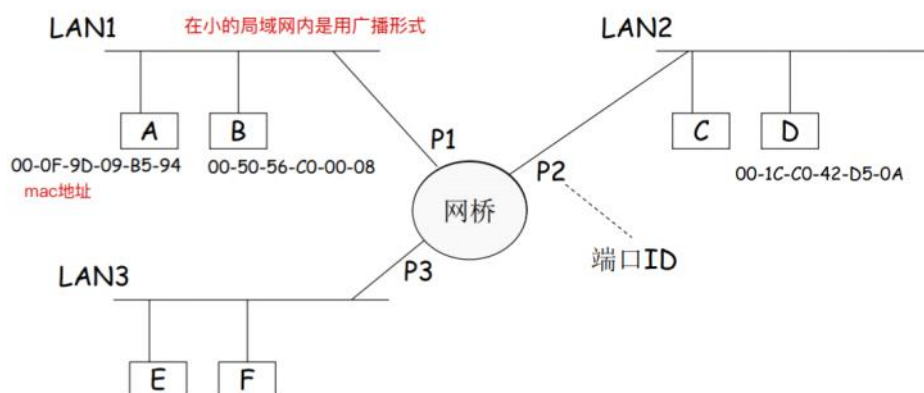 LAN1
在小的局域网内是用广播形式
LAN2
A
B
P1
C
D
00-0F-9D-09-B5-94
00-50-56-C0-00-08
P2
00-1C-C0-42-D5-0A
mac地址
网桥
端口ID
P3
LAN3
E
F